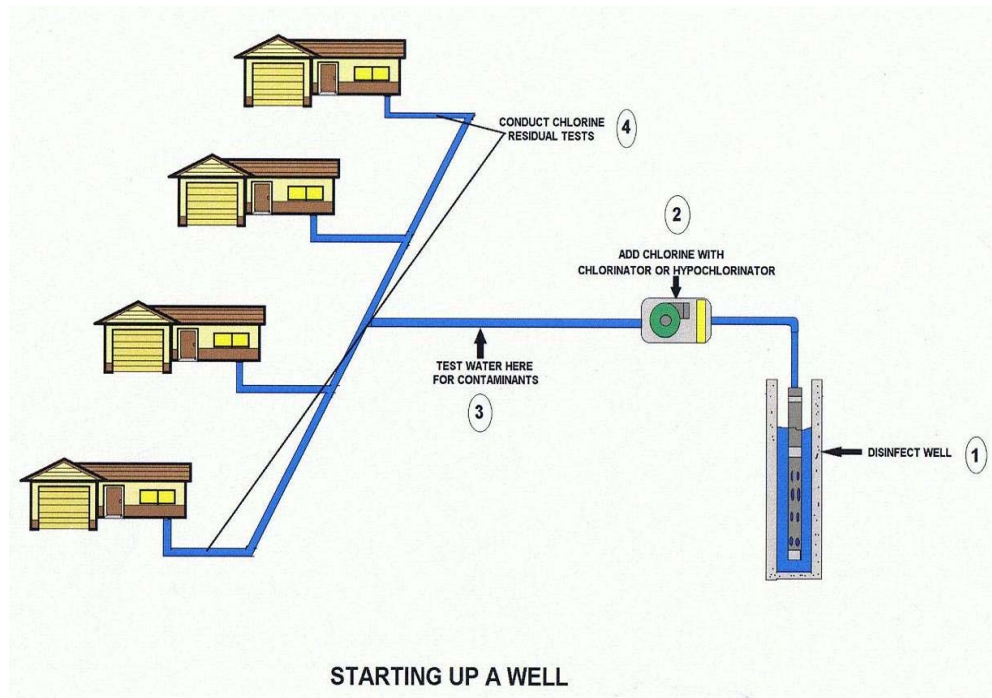 CONDUCT CHLORINE
RESIDUAL TESTS
4
2
ADD CHLORINE WITH
CHLORINATOR OR HYPOCHLORINATOR
TEST WATER HERE
FOR CONTAMINANTS
3
DISINFECT WELL
1
STARTING UP A WELL